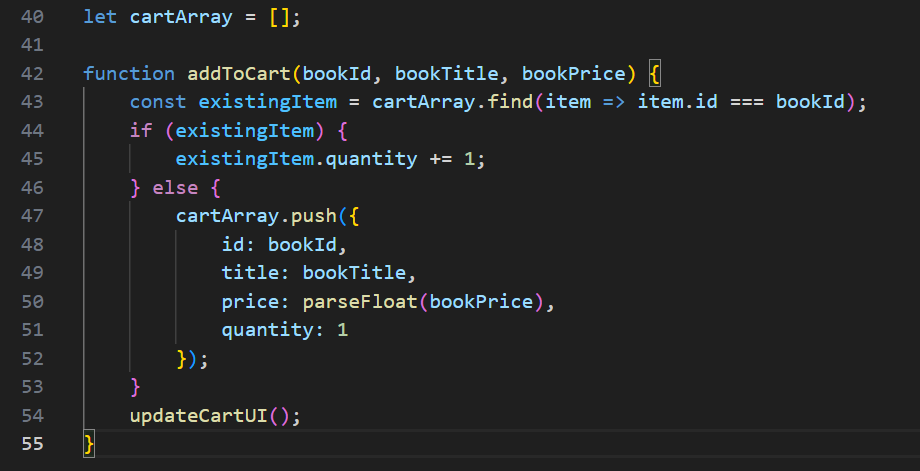 40 let cartArray = [];
41
42 function addToCart(bookId, bookTitle, bookPrice) {
43     const existingItem = cartArray.find(item => item.id === bookId);
44     if (existingItem) {
45         existingItem.quantity += 1;
46     } else {
47         cartArray.push({
48             id: bookId,
49             title: bookTitle,
50             price: parseFloat(bookPrice),
51             quantity: 1
52         });
53     }
54     updateCartUI();
55 }